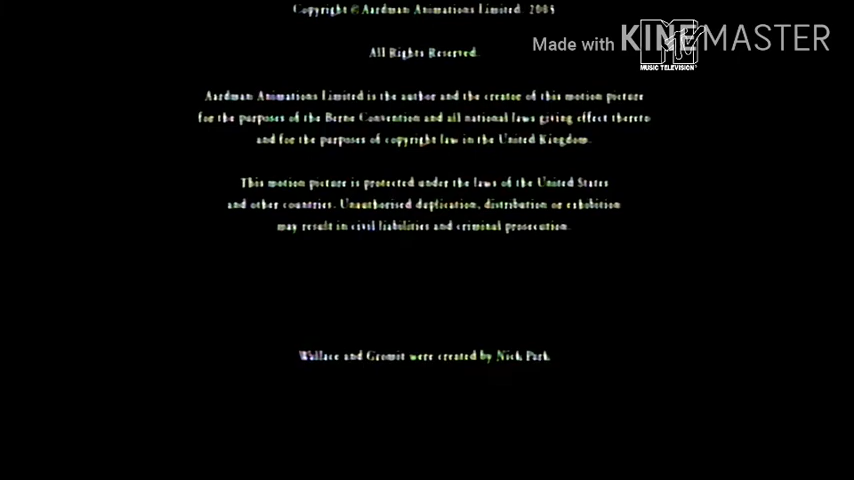 Copyright © Aardman Animations Limited 2005
All Rights Reserved.
Made with KINEMASTER
MUSIC TELEVISION
Aardman Animations Limited is the author and the creator of this motion picture
for the purposes of the Berne Convention and all national laws giving effect thereto
and for the purposes of copyright law in the United Kingdom.
This motion picture is protected under the laws of the United States
and other countries. Unauthorised duplication, distribution or exhibition
may result in civil liabilities and criminal prosecution.
Wallace and Gromit were created by Nick Park